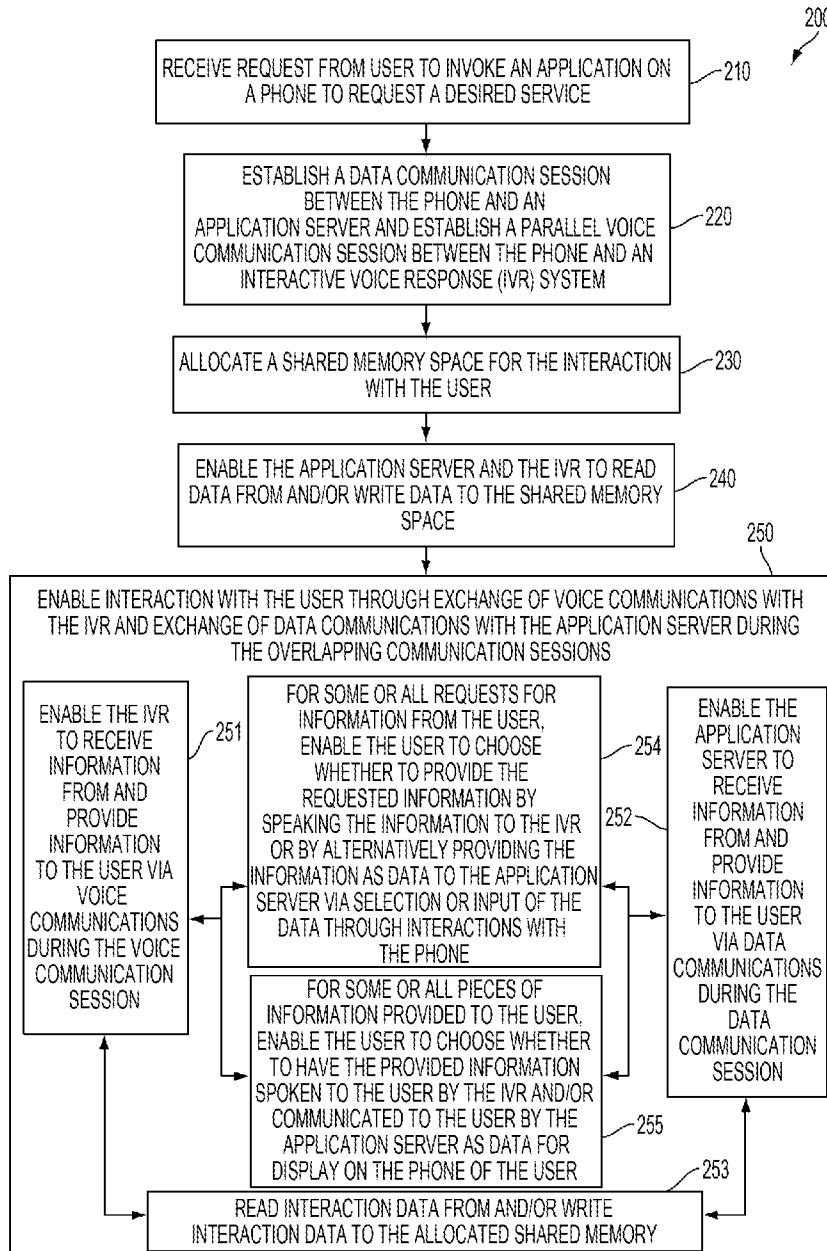 200
RECEIVE REQUEST FROM USER TO INVOKE AN APPLICATION ON
A PHONE TO REQUEST A DESIRED SERVICE
210
ESTABLISH A DATA COMMUNICATION SESSION
BETWEEN THE PHONE AND AN
APPLICATION SERVER AND ESTABLISH A PARALLEL VOICE
COMMUNICATION SESSION BETWEEN THE PHONE AND AN
INTERACTIVE VOICE RESPONSE (IVR) SYSTEM
220
ALLOCATE A SHARED MEMORY SPACE FOR THE INTERACTION
WITH THE USER
230
ENABLE THE APPLICATION SERVER AND THE IVR TO READ
DATA FROM AND/OR WRITE DATA TO THE SHARED MEMORY
SPACE
240
250
ENABLE INTERACTION WITH THE USER THROUGH EXCHANGE OF VOICE COMMUNICATIONS WITH
THE IVR AND EXCHANGE OF DATA COMMUNICATIONS WITH THE APPLICATION SERVER DURING
THE OVERLAPPING COMMUNICATION SESSIONS
ENABLE THE IVR
TO RECEIVE
INFORMATION
FROM AND
PROVIDE
INFORMATION
TO THE USER VIA
VOICE
COMMUNICATIONS
DURING THE VOICE
COMMUNICATION
SESSION
251
FOR SOME OR ALL REQUESTS FOR
INFORMATION FROM THE USER,
ENABLE THE USER TO CHOOSE
WHETHER TO PROVIDE THE
REQUESTED INFORMATION BY
SPEAKING THE INFORMATION TO THE IVR
OR BY ALTERNATIVELY PROVIDING THE
INFORMATION AS DATA TO THE APPLICATION
SERVER VIA SELECTION OR INPUT OF THE
DATA THROUGH INTERACTIONS WITH
THE PHONE
254
252
ENABLE THE
APPLICATION
SERVER TO
RECEIVE
INFORMATION
FROM AND
PROVIDE
INFORMATION
TO THE USER
VIA DATA
COMMUNICATIONS
DURING THE
DATA
COMMUNICATION
SESSION
FOR SOME OR ALL PIECES OF
INFORMATION PROVIDED TO THE USER,
ENABLE THE USER TO CHOOSE WHETHER
TO HAVE THE PROVIDED INFORMATION
SPOKEN TO THE USER BY THE IVR AND/OR
COMMUNICATED TO THE USER BY THE
APPLICATION SERVER AS DATA FOR
DISPLAY ON THE PHONE OF THE USER
255
253
READ INTERACTION DATA FROM AND/OR WRITE
INTERACTION DATA TO THE ALLOCATED SHARED MEMORY